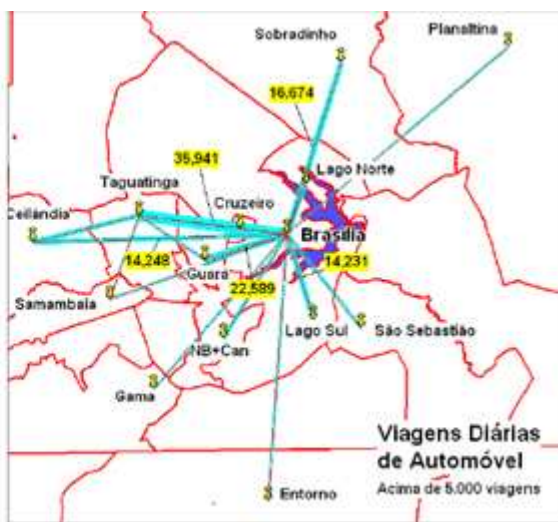 Sobradinho
Planaltina
16,674
35,941
Lago Norte
Taguatinga
Cruzeiro
Ceilândia
Brasília
14,248
Guará
14,231
22,589
Samambaia
NB+Can
Lago Sul
São Sebastião
Gama
Viagens Diárias
de Automóvel
Acima de 5.000 viagens
Entorno